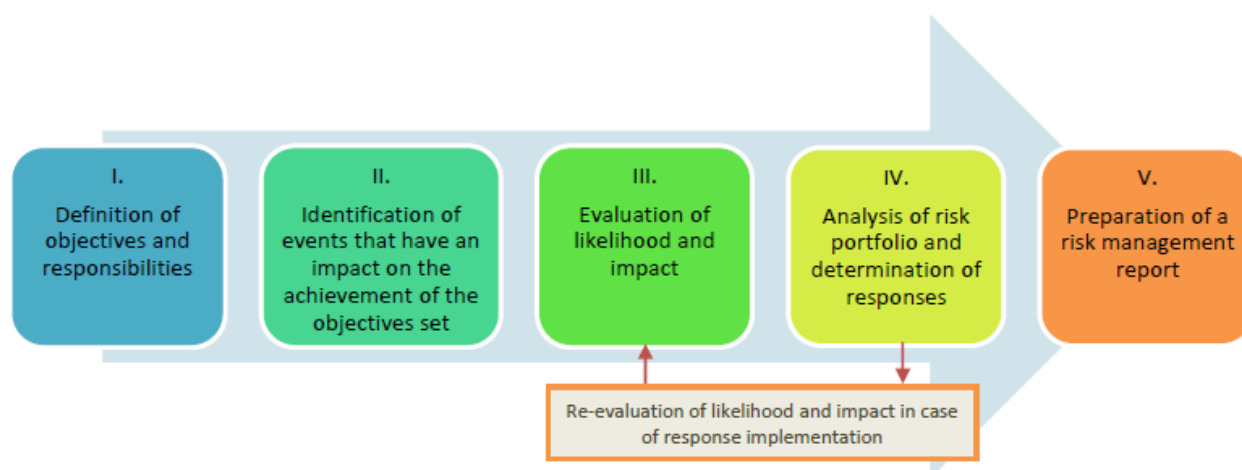 I.
Definition of
objectives and
responsibilities
II.
Identification of
events that have an
impact on the
achievement of the
objectives set
III.
Evaluation of
likelihood and
impact
IV.
Analysis of risk
portfolio and
determination of
responses
V.
Preparation of a
risk management
report
Re-evaluation of likelihood and impact in case
of response implementation